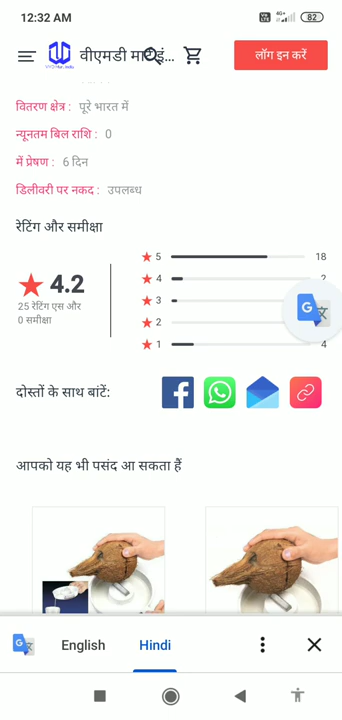 12:32 AM
4G+
82
वीएमडी मार्ट इं...
लॉग इन करें
वितरण क्षेत्र : पूरे भारत में
न्यूनतम बिल राशि : 0
में प्रेषण : 6 दिन
डिलीवरी पर नकद : उपलब्ध
रेटिंग और समीक्षा
4.2
25 रेटिंग एस और
0 समीक्षा
5 18
4 2
3
2
1 4
दोस्तों के साथ बांटें:
आपको यह भी पसंद आ सकता हैं
English Hindi